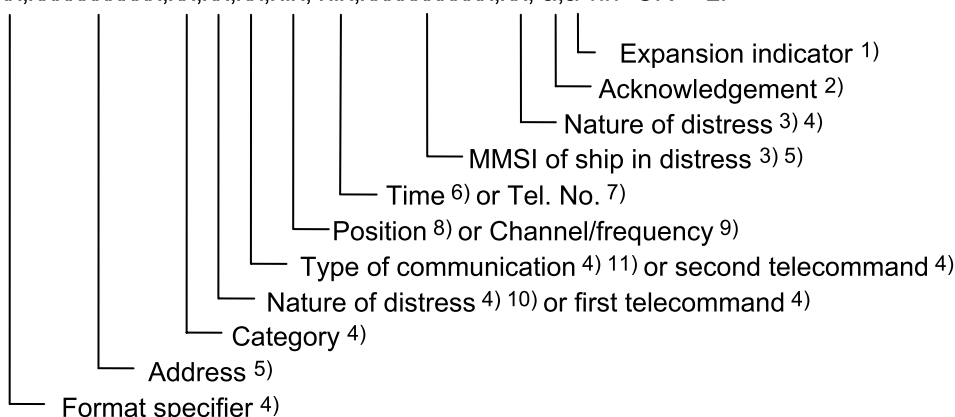 Expansion indicator 1)
Acknowledgement 2)
Nature of distress 3) 4)
MMSI of ship in distress 3) 5)
Time 6) or Tel. No. 7)
Position 8) or Channel/frequency 9)
Type of communication 4) 11) or second telecommand 4)
Nature of distress 4) 10) or first telecommand 4)
Category 4)
Address 5)
Format specifier 4)